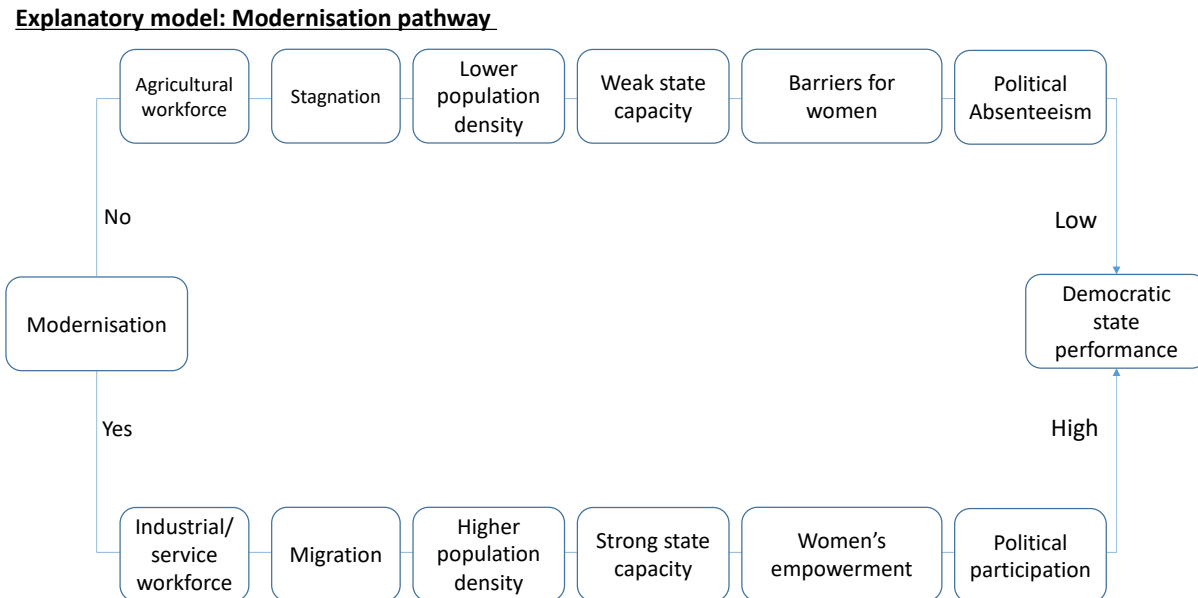 Explanatory model: Modernisation pathway
Agricultural
workforce
Stagnation
Lower
population
density
Weak state
capacity
Barriers for
women
Political
Absenteeism
No
Low
Modernisation
Democratic
state
performance
Yes
High
Industrial/
service
workforce
Migration
Higher
population
density
Strong state
capacity
Women’s
empowerment
Political
participation